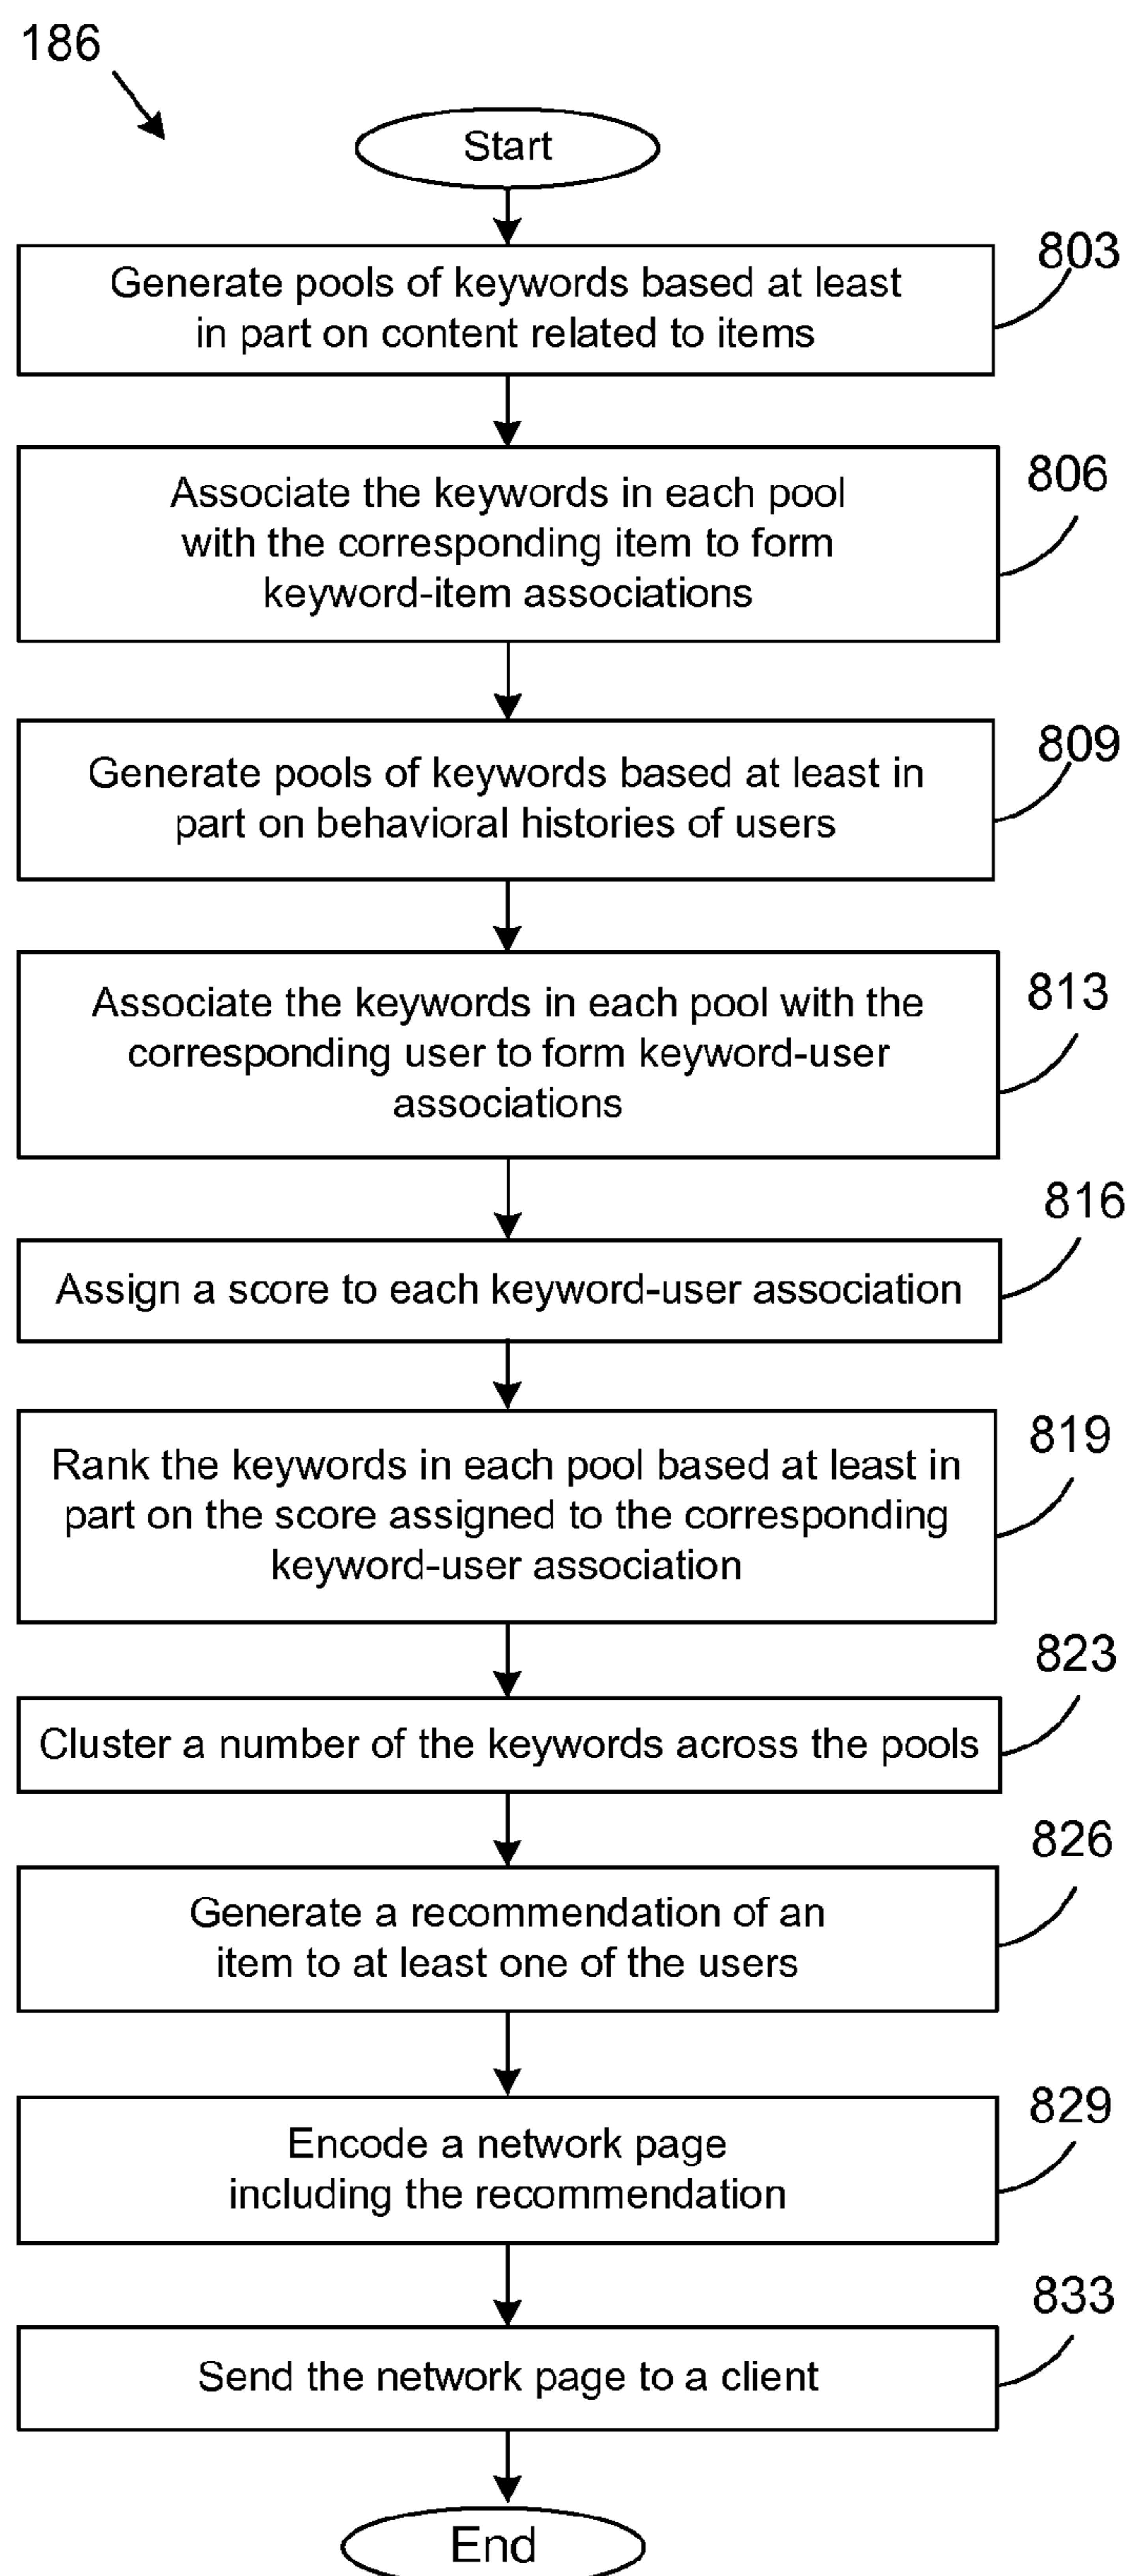 186
Start
803
Generate pools of keywords based at least
in part on content related to items
806
Associate the keywords in each pool
with the corresponding item to form
keyword-item associations
809
Generate pools of keywords based at least in
part on behavioral histories of users
813
Associate the keywords in each pool with the
corresponding user to form keyword-user
associations
816
Assign a score to each keyword-user association
819
Rank the keywords in each pool based at least in
part on the score assigned to the corresponding
keyword-user association
823
Cluster a number of the keywords across the pools
826
Generate a recommendation of an
item to at least one of the users
829
Encode a network page
including the recommendation
833
Send the network page to a client
End